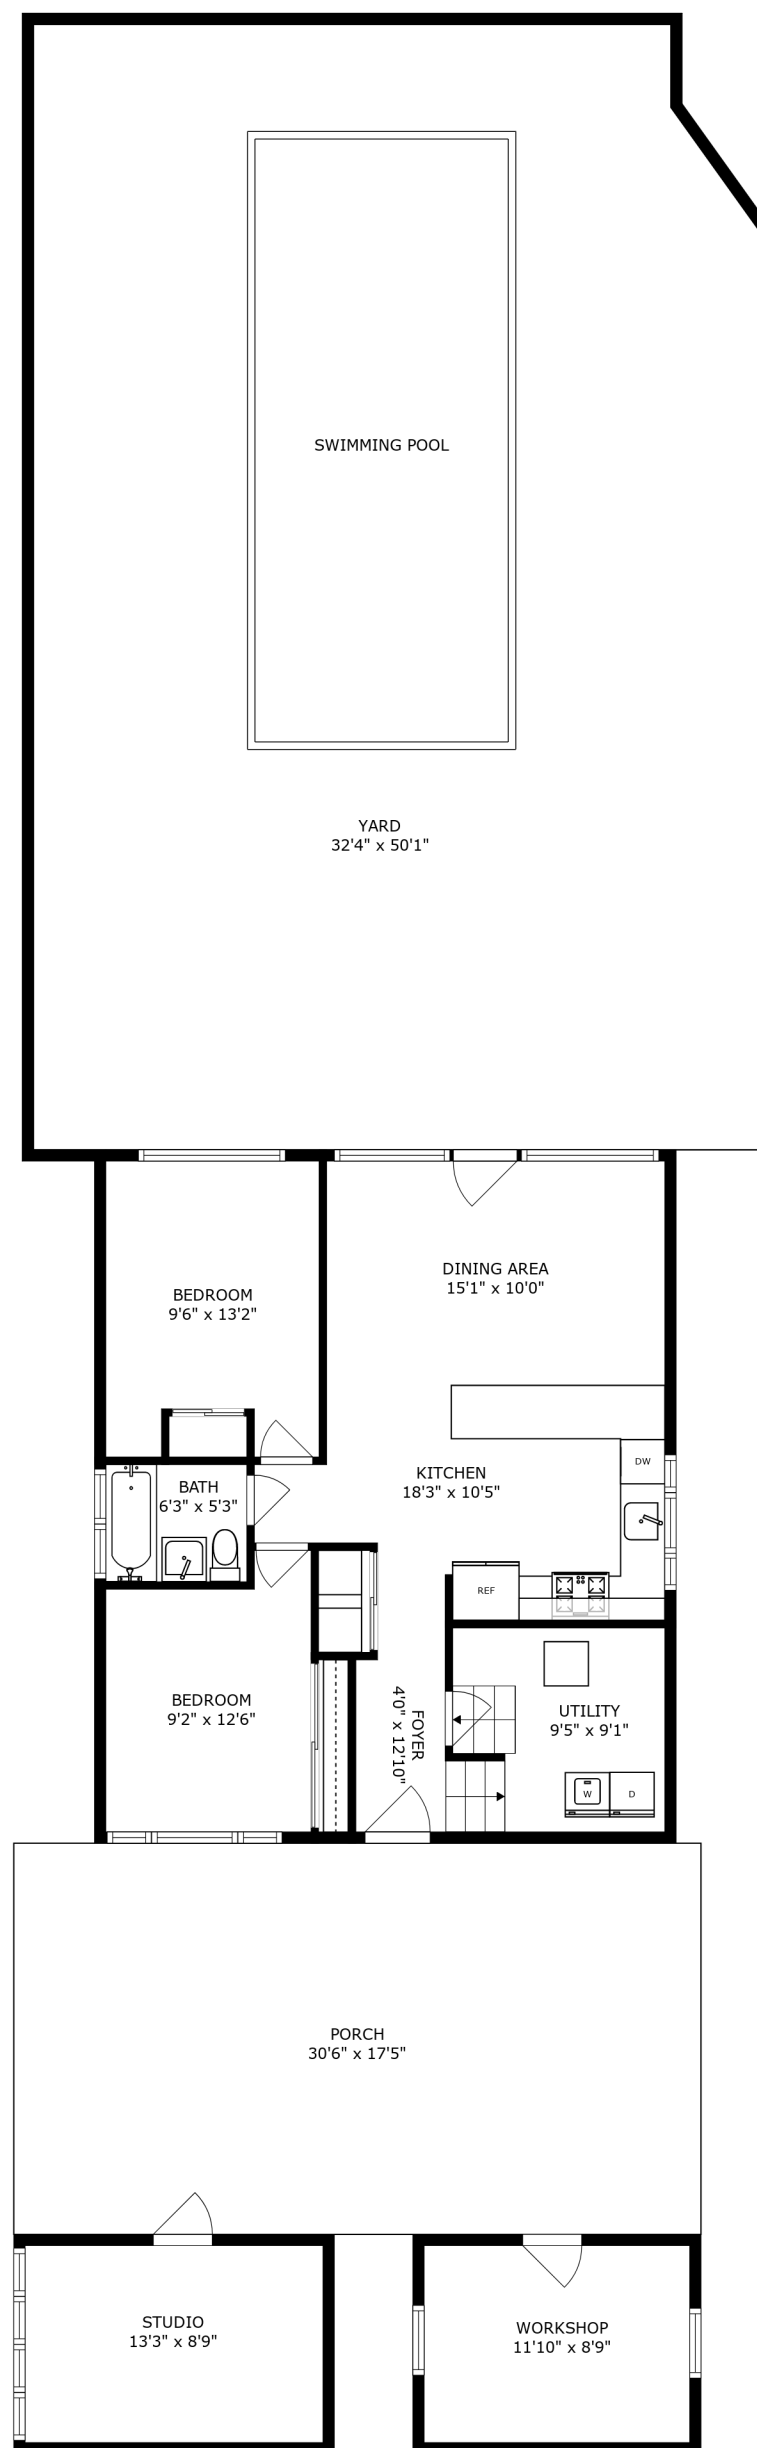 SWIMMING POOL
YARD
32'4" x 50'1"
DINING AREA
15'1" x 10'0"
BEDROOM
9'6" x 13'2"
DW
KITCHEN
18'3" x 10'5"
BATH
6'3" x 5'3"
REF
BEDROOM
9'2" x 12'6"
FOYER
4'0" x 12'10"
UTILITY
9'5" x 9'1"
W
D
PORCH
30'6" x 17'5"
STUDIO
13'3" x 8'9"
WORKSHOP
11'10" x 8'9"